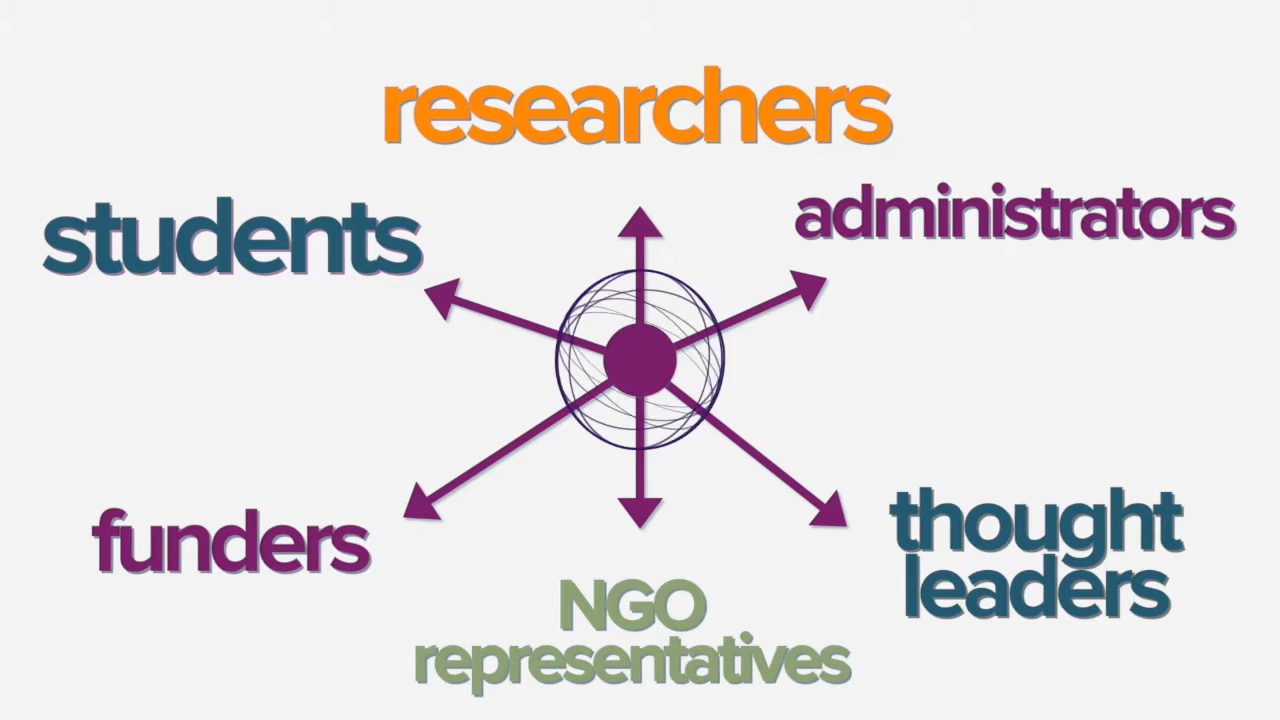 researchers
students
administrators
funders
thought
leaders
NGO
representatives